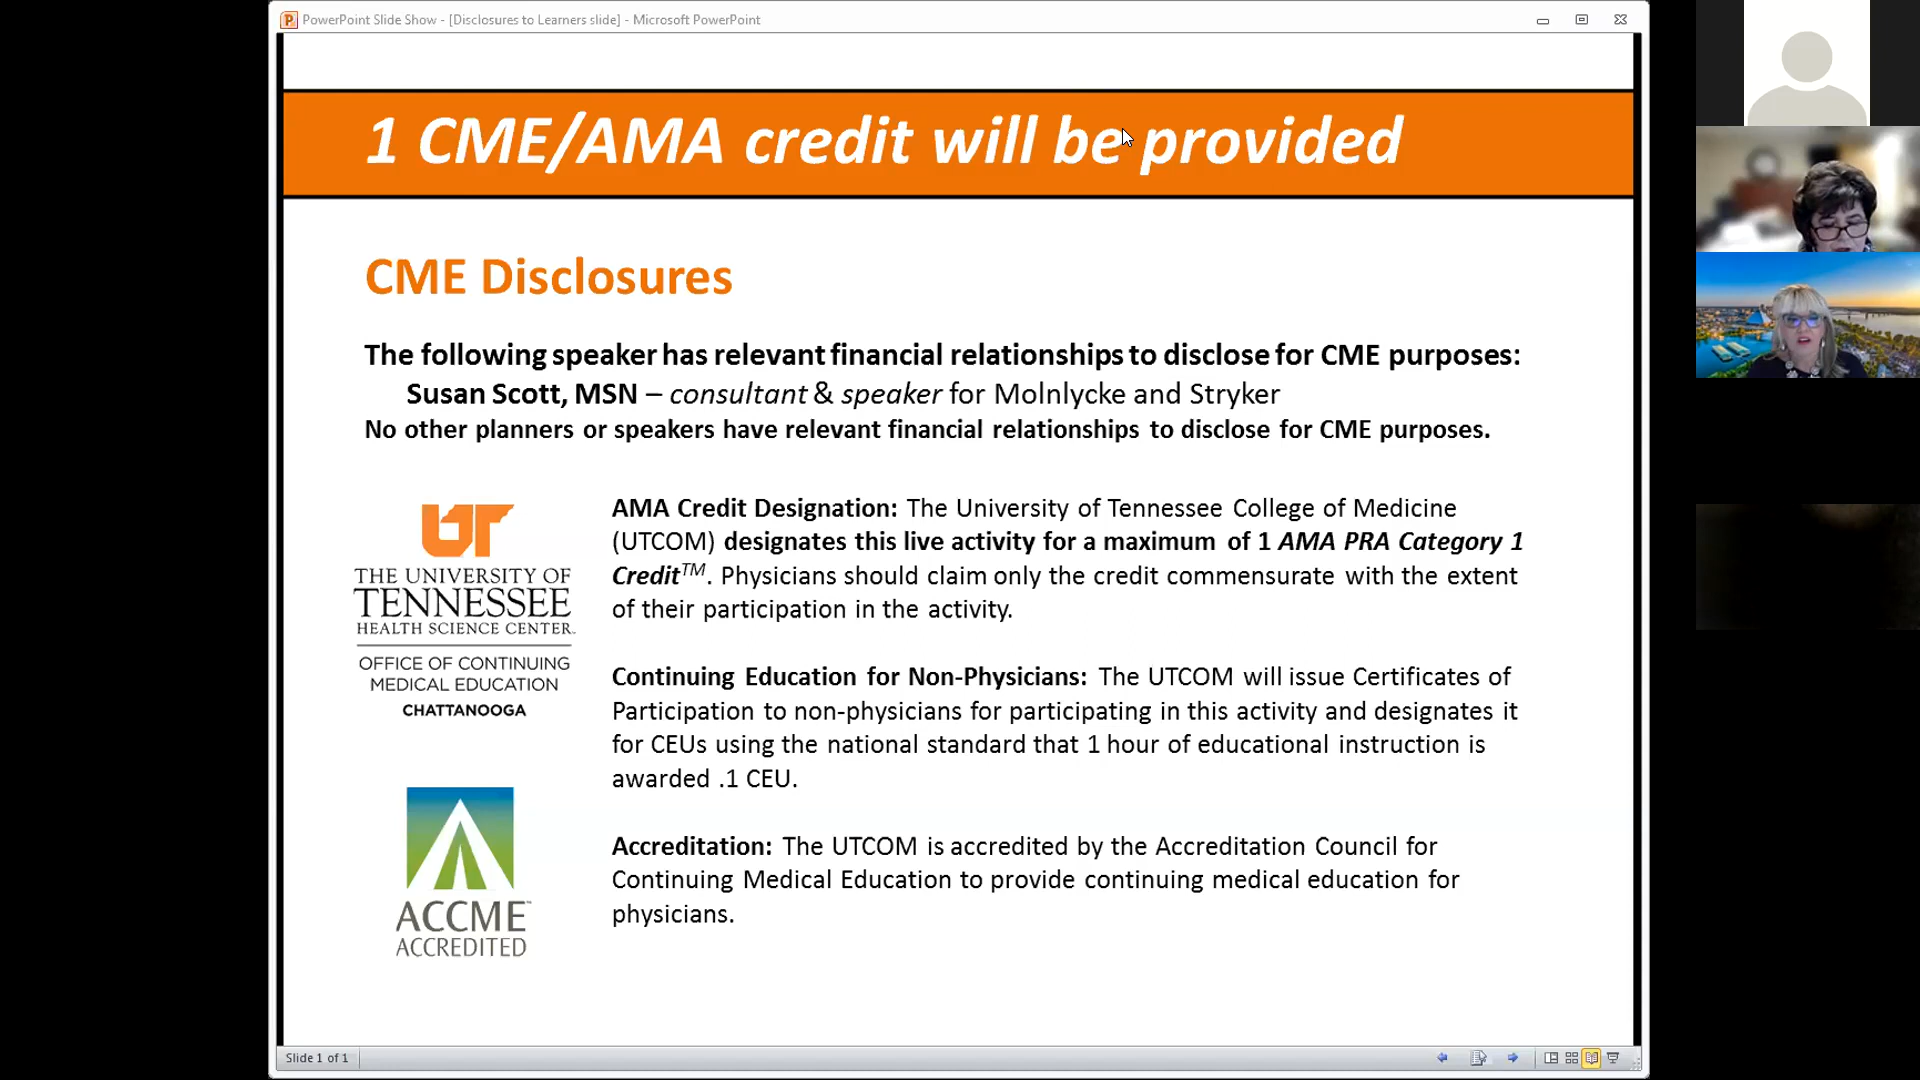 PowerPoint Slide Show - [Disclosures to Learners slide] - Microsoft PowerPoint
1 CME/AMA credit will be provided
CME Disclosures
The following speaker has relevant financial relationships to disclose for CME purposes:
Susan Scott, MSN – consultant & speaker for Molnlycke and Stryker
No other planners or speakers have relevant financial relationships to disclose for CME purposes.
UT
THE UNIVERSITY OF
TENNESSEE
HEALTH SCIENCE CENTER
OFFICE OF CONTINUING
MEDICAL EDUCATION
CHATTANOOGA
AMA Credit Designation: The University of Tennessee College of Medicine
(UTCOM) designates this live activity for a maximum of 1 AMA PRA Category 1
Credit™. Physicians should claim only the credit commensurate with the extent
of their participation in the activity.
Continuing Education for Non-Physicians: The UTCOM will issue Certificates of
Participation to non-physicians for participating in this activity and designates it
for CEUs using the national standard that 1 hour of educational instruction is
awarded .1 CEU.
ACCME™
ACCREDITED
Accreditation: The UTCOM is accredited by the Accreditation Council for
Continuing Medical Education to provide continuing medical education for
physicians.
Slide 1 of 1